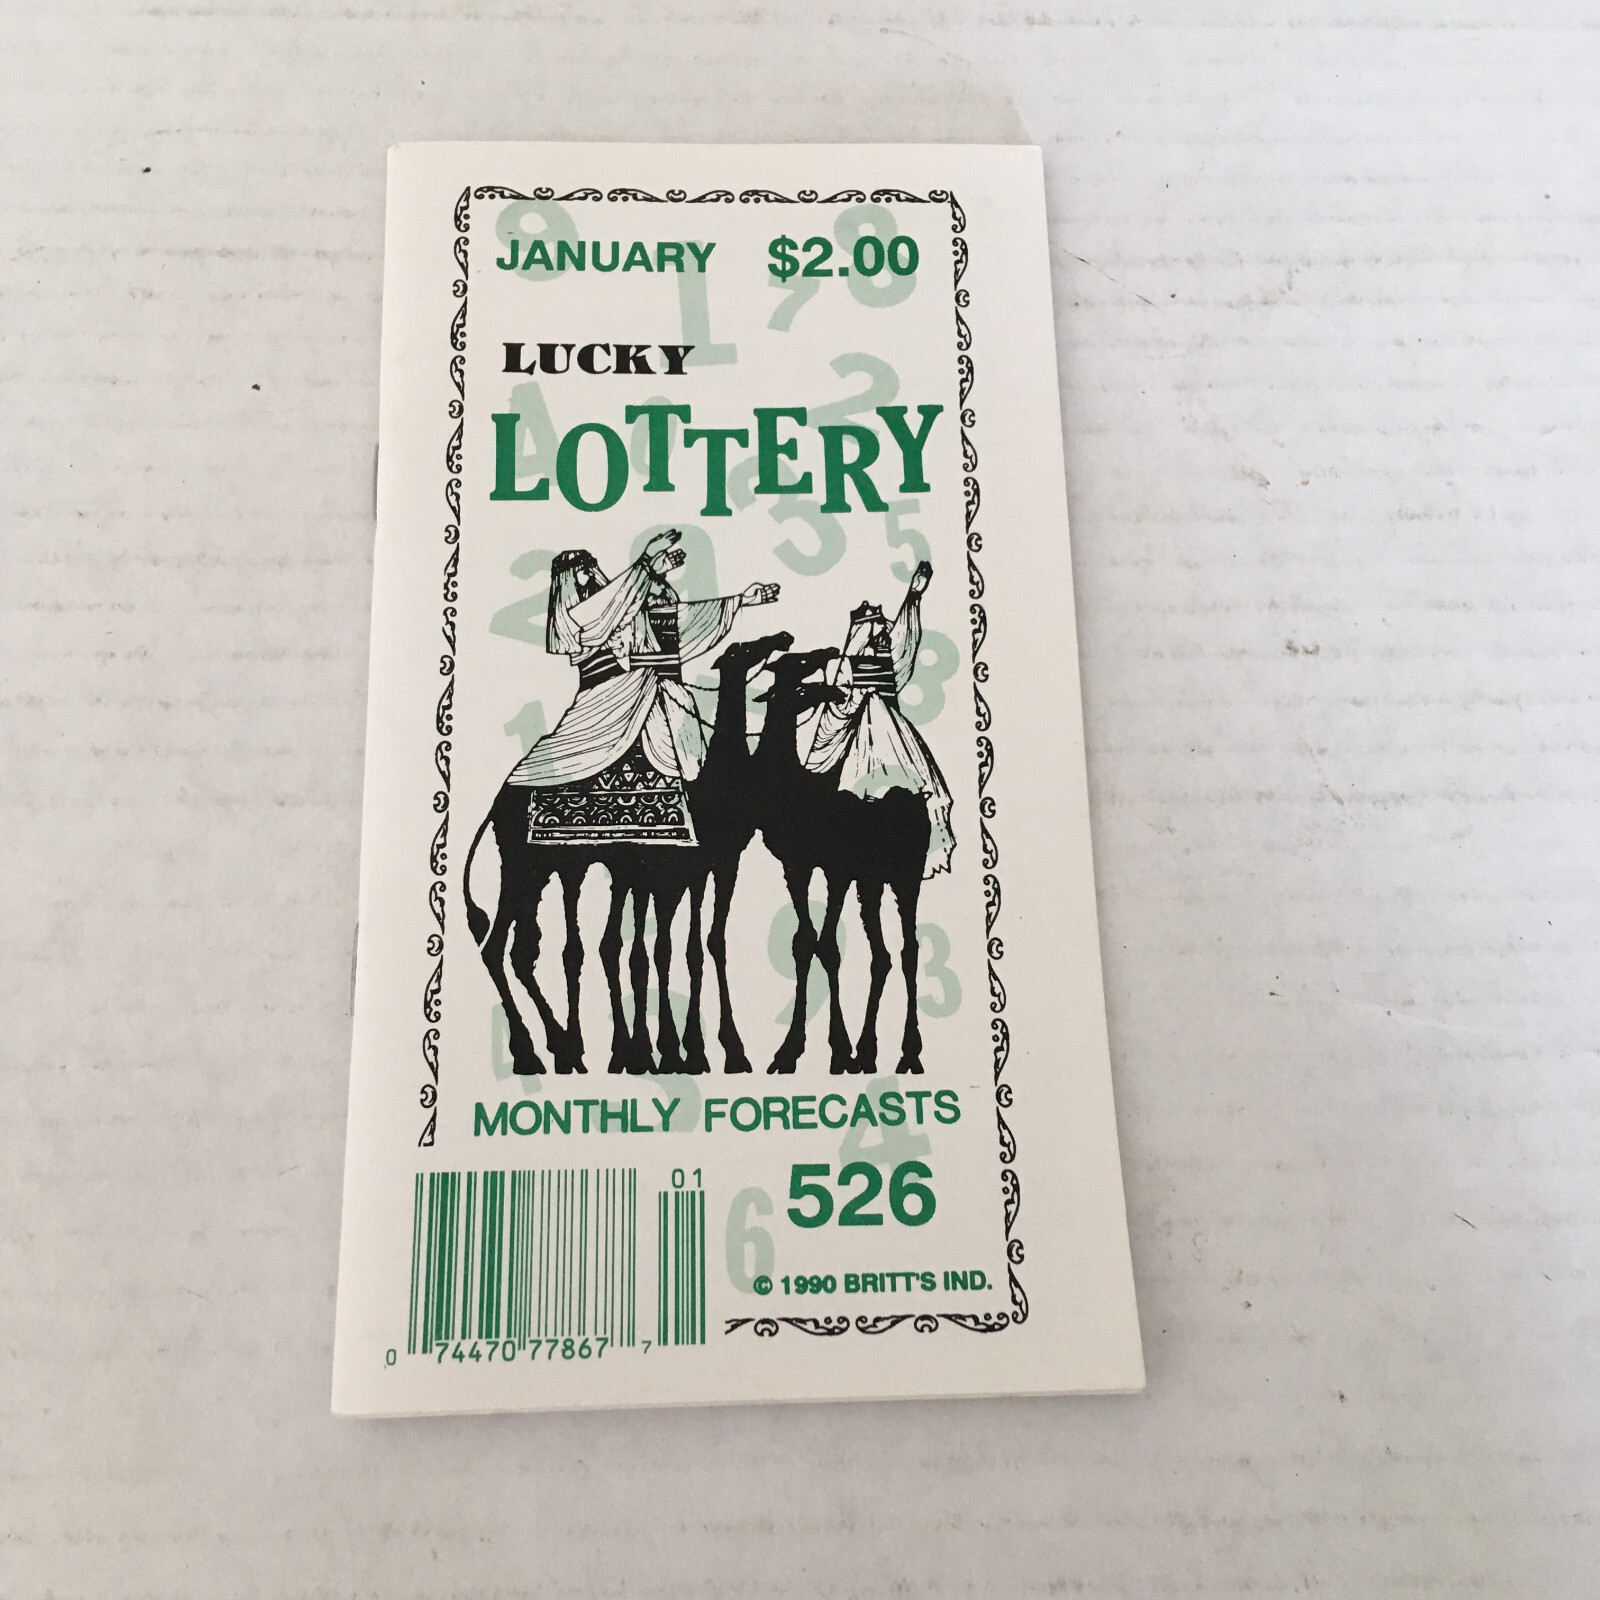 JANUARY $2.00
LUCKY
LOTTERY
MONTHLY FORECASTS
526
© 1990 BRITT'S IND.
01
0 74470 77867 7